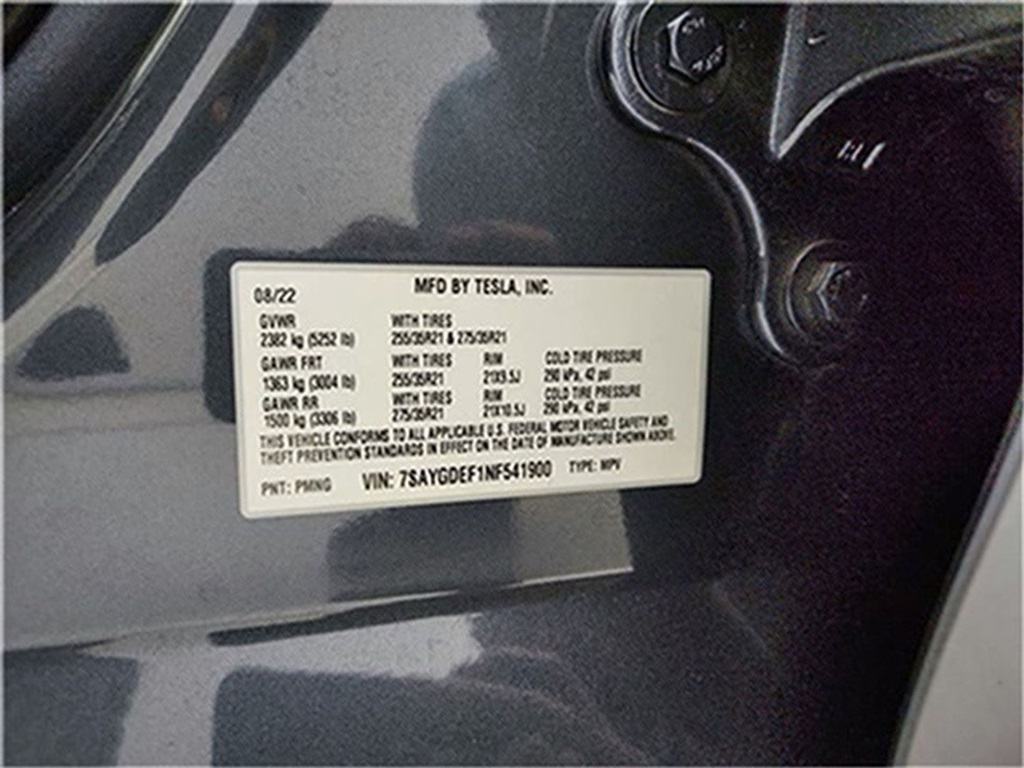 MFD BY TESLA, INC.
08/22
GVWR WITH TIRES
2382 kg (5252 lb) 255/35R21 & 275/35R21
GAWR FRT WITH TIRES RIM COLD TIRE PRESSURE
1363 kg (3004 lb) 255/35R21 21X9.5J 290 kPa, 42 psi
GAWR RR WITH TIRES RIM COLD TIRE PRESSURE
1500 kg (3306 lb) 275/35R21 21X10.5J 290 kPa, 42 psi
THIS VEHICLE CONFORMS TO ALL APPLICABLE U.S. FEDERAL MOTOR VEHICLE SAFETY AND
THEFT PREVENTION STANDARDS IN EFFECT ON THE DATE OF MANUFACTURE SHOWN ABOVE.
PNT: PMNG VIN: 7SAYGDEF1NF541900 TYPE: MPV